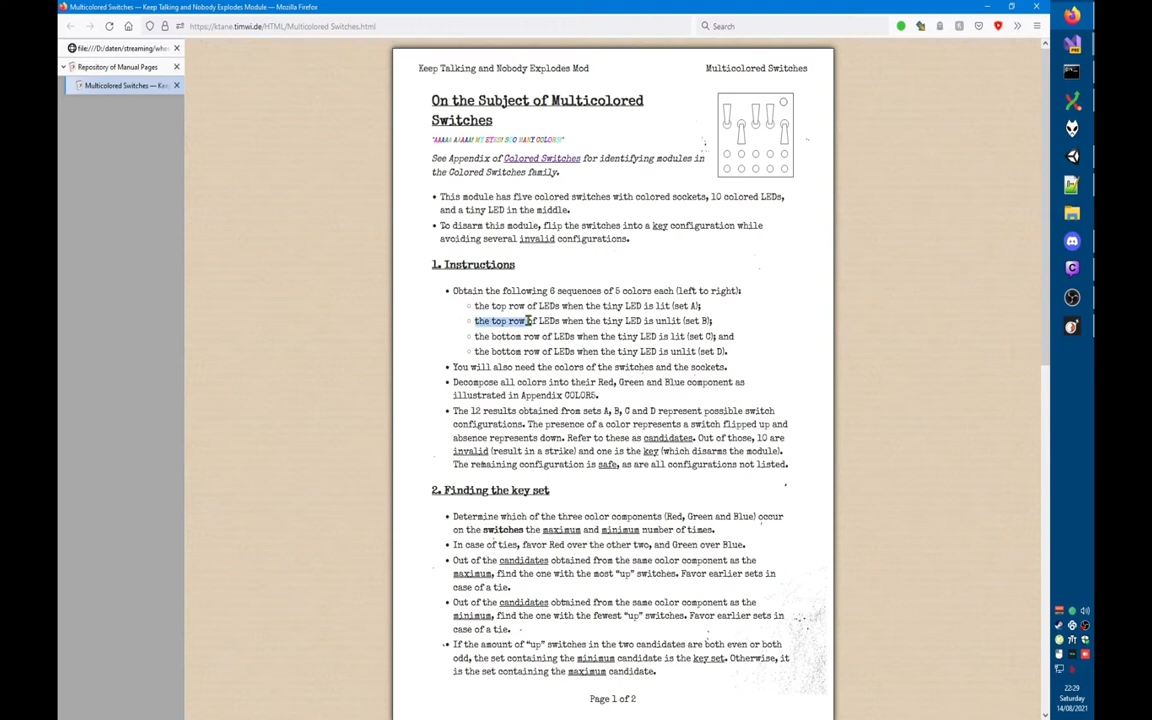 Multicolored Switches — Keep Talking and Nobody Explodes Module — Mozilla Firefox
https://ktane.timwi.de/HTML/Multicolored Switches.html
Search
file:///D:/daten/streaming/whe
Repository of Manual Pages
Multicolored Switches — Kee
Keep Talking and Nobody Explodes Mod
Multicolored Switches
On the Subject of Multicolored
Switches
"AAAAA AAAAA! MY EYES! SOO MANY COLORS!"
See Appendix of Colored Switches for identifying modules in
the Colored Switches family.
• This module has five colored switches with colored sockets, 10 colored LEDs,
and a tiny LED in the middle.
• To disarm this module, flip the switches into a key configuration while
avoiding several invalid configurations.
1. Instructions
• Obtain the following 6 sequences of 5 colors each (left to right):
○ the top row of LEDs when the tiny LED is lit (set A);
○ the top row of LEDs when the tiny LED is unlit (set B);
○ the bottom row of LEDs when the tiny LED is lit (set C); and
○ the bottom row of LEDs when the tiny LED is unlit (set D).
• You will also need the colors of the switches and the sockets.
• Decompose all colors into their Red, Green and Blue component as
illustrated in Appendix COLOR5.
• The 12 results obtained from sets A, B, C and D represent possible switch
configurations. The presence of a color represents a switch flipped up and
absence represents down. Refer to these as candidates. Out of those, 10 are
invalid (result in a strike) and one is the key (which disarms the module).
The remaining configuration is safe, as are all configurations not listed.
2. Finding the key set
• Determine which of the three color components (Red, Green and Blue) occur
on the switches the maximum and minimum number of times.
• In case of ties, favor Red over the other two, and Green over Blue.
• Out of the candidates obtained from the same color component as the
maximum, find the one with the most "up" switches. Favor earlier sets in
case of a tie.
• Out of the candidates obtained from the same color component as the
minimum, find the one with the fewest "up" switches. Favor earlier sets in
case of a tie.
• If the amount of "up" switches in the two candidates are both even or both
odd, the set containing the minimum candidate is the key set. Otherwise, it
is the set containing the maximum candidate.
Page 1 of 2
22:29
Saturday
14/08/2021